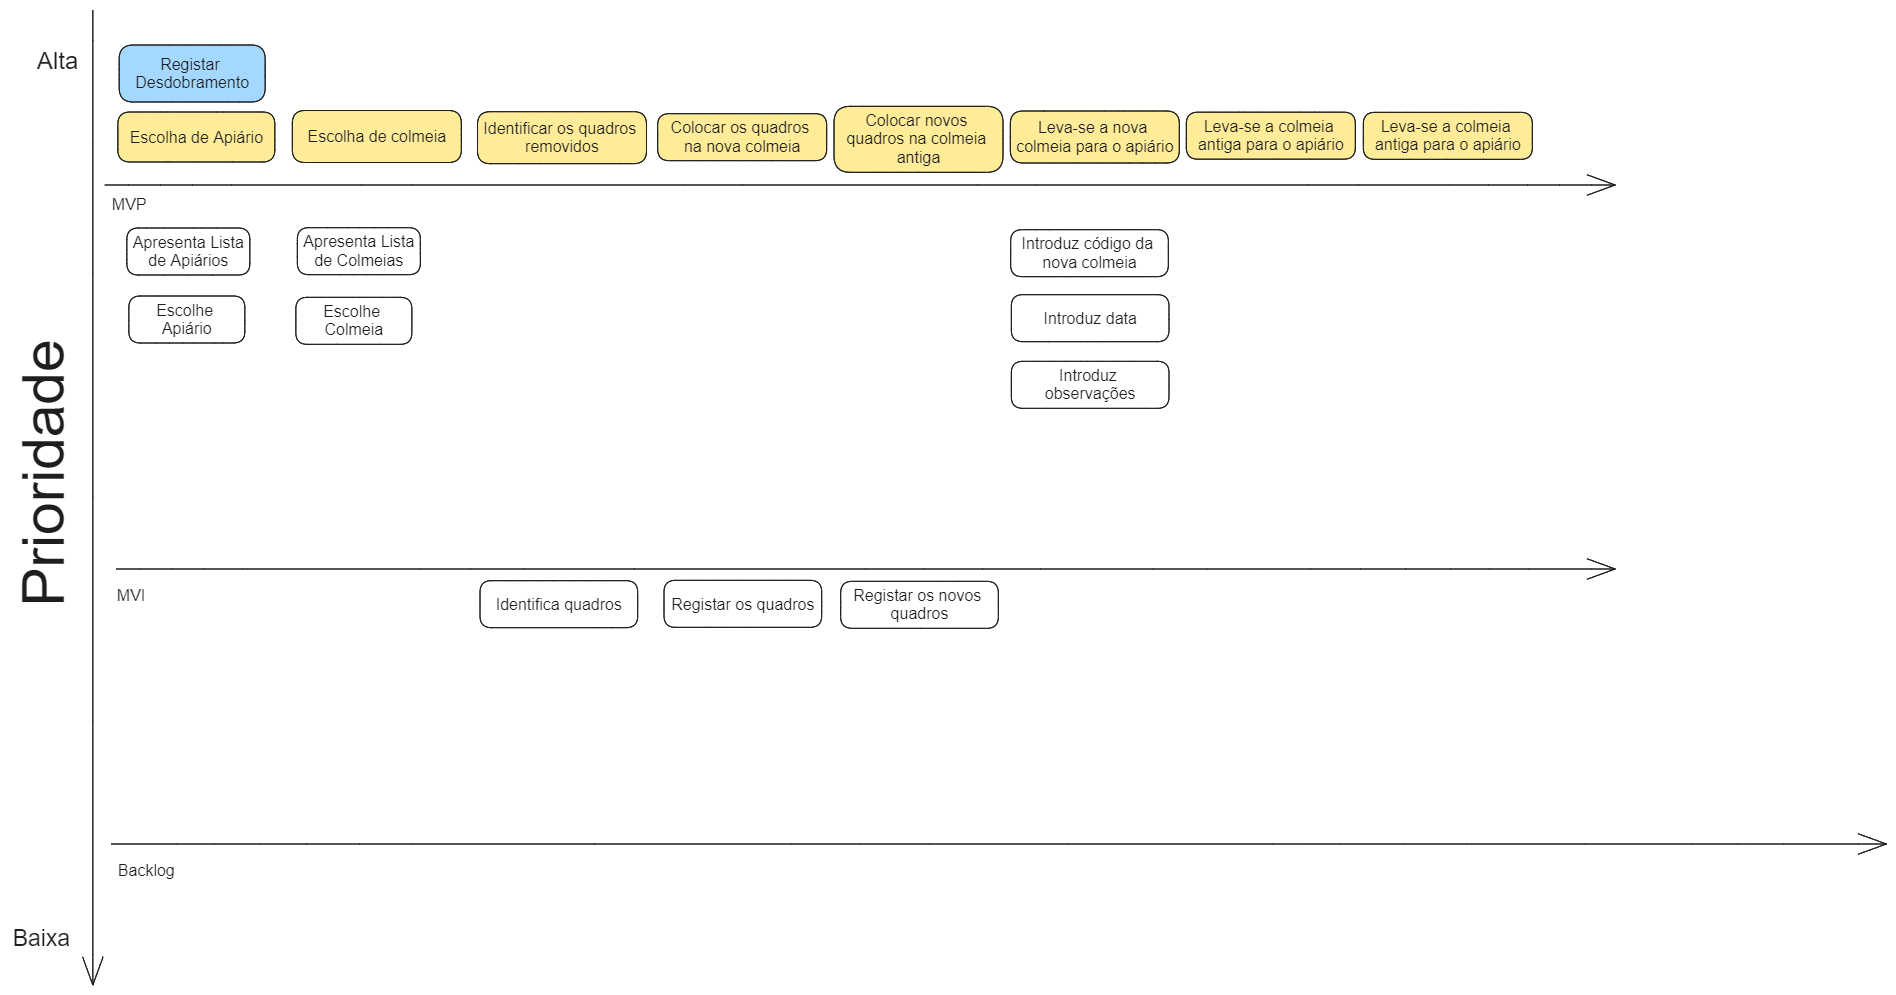 Alta
Registar
Desdobramento
Escolha de Apiário
Escolha de colmeia
Identificar os quadros
removidos
Colocar os quadros
na nova colmeia
Colocar novos
quadros na colmeia
antiga
Leva-se a nova
colmeia para o apiário
Leva-se a colmeia
antiga para o apiário
Leva-se a colmeia
antiga para o apiário
MVP
Apresenta Lista
de Apiários
Apresenta Lista
de Colmeias
Introduz código da
nova colmeia
Escolhe
Apiário
Escolhe
Colmeia
Introduz data
Introduz
observações
Prioridade
MVI
Identifica quadros
Registar os quadros
Registar os novos
quadros
Backlog
Baixa